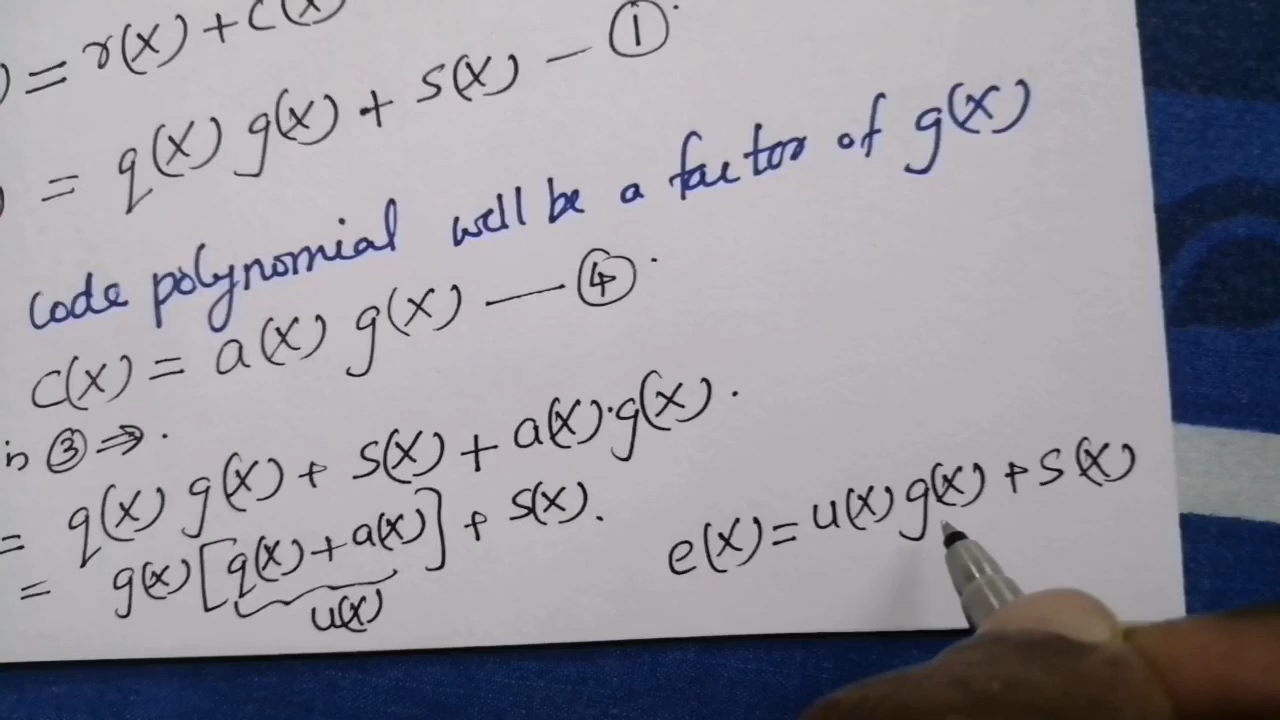 ) = r(x) + c(x)
) = q(x) g(x) + s(x) — ①.
code polynomial will be a factor of g(x)
c(x) = a(x) g(x) — ④.
in ③ ⇒.
= q(x) g(x) + s(x) + a(x)·g(x).
= g(x) [q(x) + a(x)] + s(x).
u(x)
e(x) = u(x) g(x) + s(x)